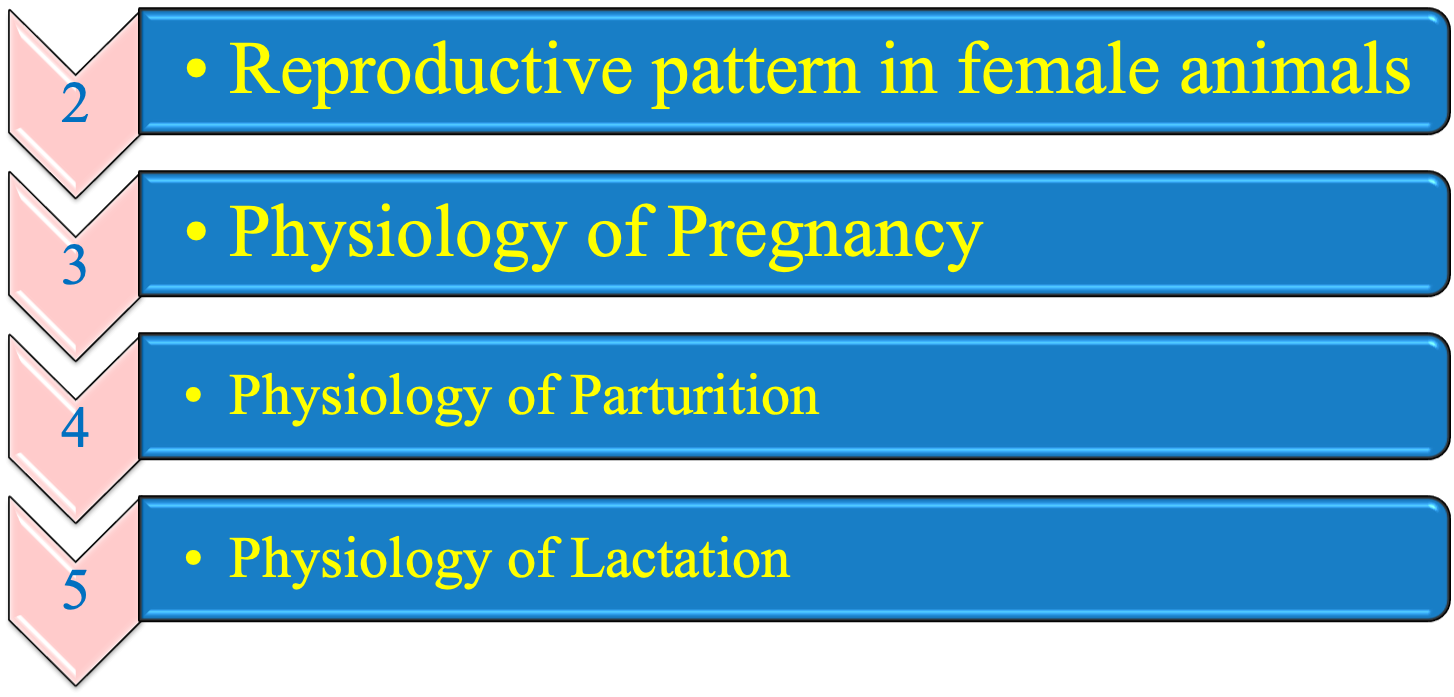 2
• Reproductive pattern in female animals
3
• Physiology of Pregnancy
4
• Physiology of Parturition
5
• Physiology of Lactation